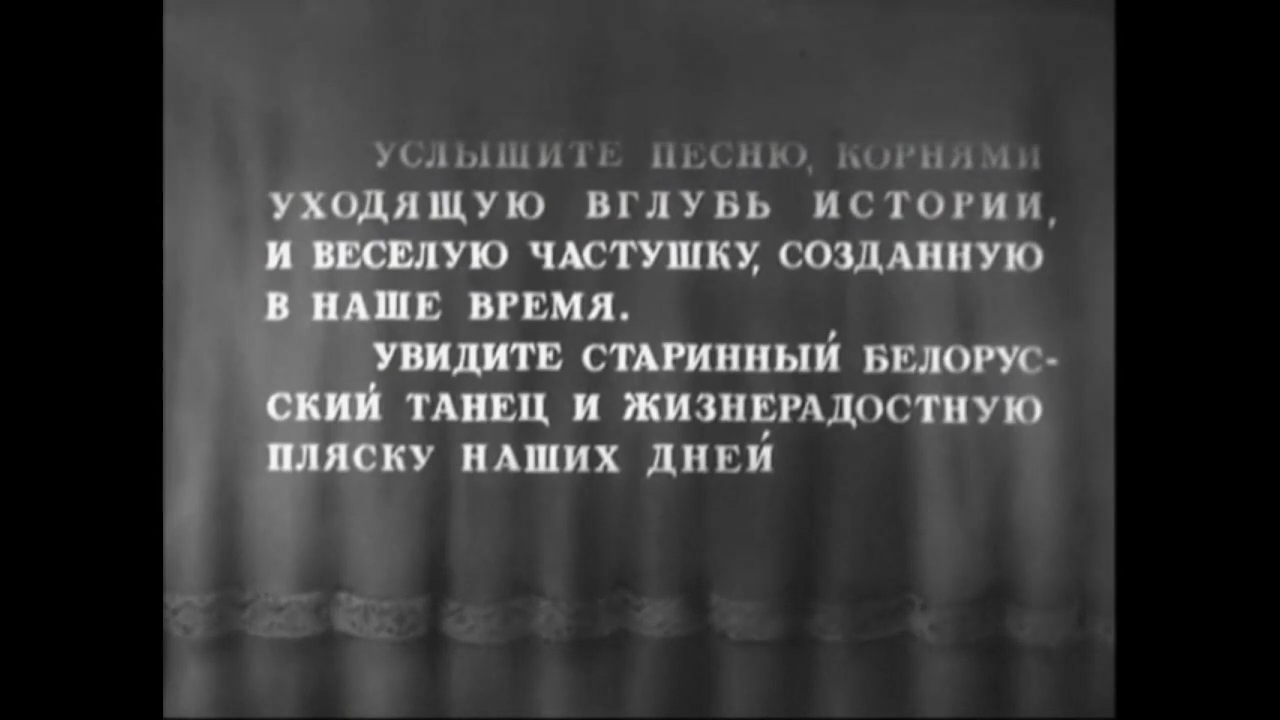 УСЛЫШИТЕ ПЕСНЮ, КОРНЯМИ
УХОДЯЩУЮ ВГЛУБЬ ИСТОРИИ,
И ВЕСЕЛУЮ ЧАСТУШКУ, СОЗДАННУЮ
В НАШЕ ВРЕМЯ.
УВИДИТЕ СТАРИННЫЙ БЕЛОРУС-
СКИЙ ТАНЕЦ И ЖИЗНЕРАДОСТНУЮ
ПЛЯСКУ НАШИХ ДНЕЙ